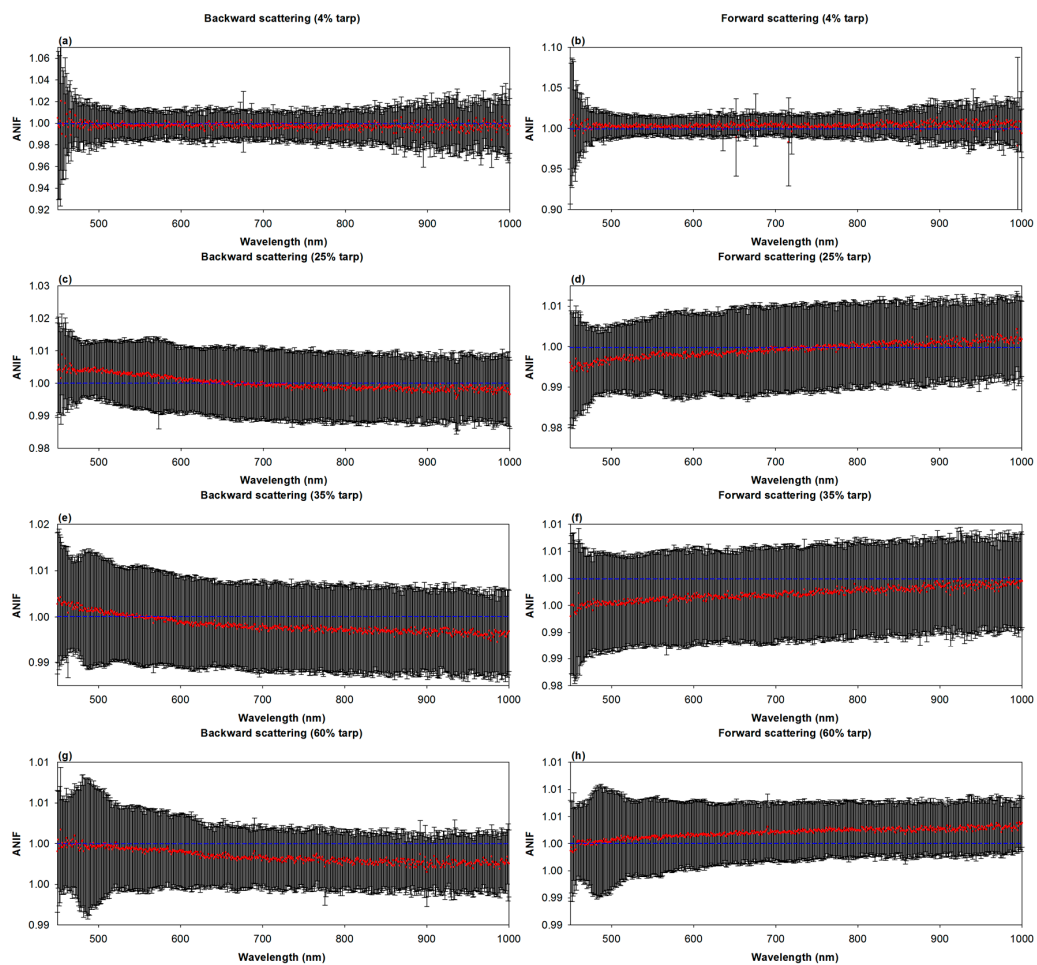 Backward scattering (4% tarp)
(a)
1.06
1.04
1.02
1.00
0.98
0.96
0.94
0.92
ANIF
500 600 700 800 900 1000
Wavelength (nm)
Forward scattering (4% tarp)
(b)
1.10
1.05
1.00
0.95
0.90
ANIF
500 600 700 800 900 1000
Wavelength (nm)
Backward scattering (25% tarp)
(c)
1.03
1.02
1.01
1.00
0.99
0.98
ANIF
500 600 700 800 900 1000
Wavelength (nm)
Forward scattering (25% tarp)
(d)
1.01
1.00
0.99
0.98
ANIF
500 600 700 800 900 1000
Wavelength (nm)
Backward scattering (35% tarp)
(e)
1.02
1.01
1.00
0.99
ANIF
500 600 700 800 900 1000
Wavelength (nm)
Forward scattering (35% tarp)
(f)
1.01
1.01
1.00
1.00
0.99
0.99
0.98
ANIF
500 600 700 800 900 1000
Wavelength (nm)
Backward scattering (60% tarp)
(g)
1.01
1.01
1.00
1.00
0.99
ANIF
500 600 700 800 900 1000
Wavelength (nm)
Forward scattering (60% tarp)
(h)
1.01
1.01
1.00
1.00
0.99
ANIF
500 600 700 800 900 1000
Wavelength (nm)